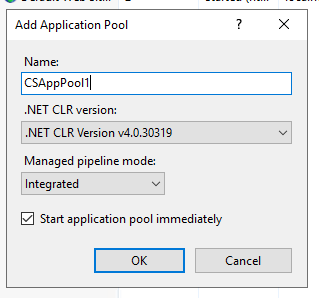 Add Application Pool
?
Name:
CSAppPool1
.NET CLR version:
.NET CLR Version v4.0.30319
Managed pipeline mode:
Integrated
Start application pool immediately
OK
Cancel